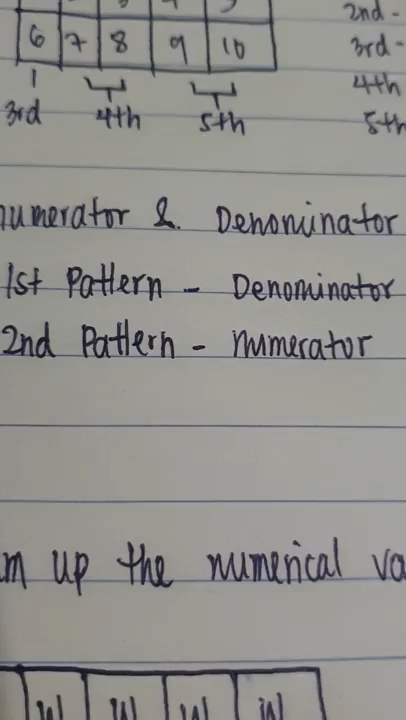 2nd -
6 7 8 9 10
3rd -
3rd 4th 5th
4th
5th
numerator & Denominator
1st Pattern - Denominator
2nd Pattern - numerator
m up the numerical va
W W W W